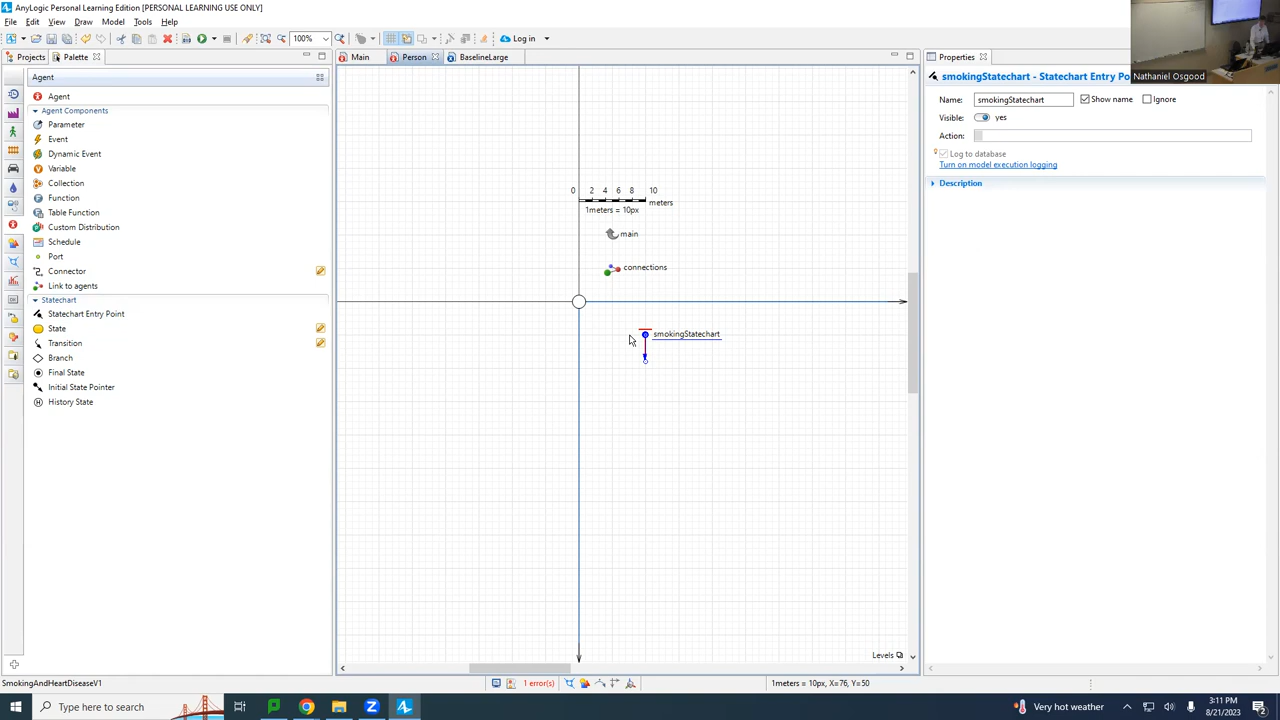 AnyLogic Personal Learning Edition [PERSONAL LEARNING USE ONLY]
File Edit View Draw Model Tools Help
100% Log in
Projects Palette
Main Person BaselineLarge
Properties
Agent
Agent
Agent Components
Parameter
Event
Dynamic Event
Variable
Collection
Function
Table Function
Custom Distribution
Schedule
Port
Connector
Link to agents
Statechart
Statechart Entry Point
State
Transition
Branch
Final State
Initial State Pointer
History State
0 2 4 6 8 10
meters
1meters = 10px
main
connections
smokingStatechart
Levels
smokingStatechart - Statechart Entry Po
Name: smokingStatechart Show name Ignore
Visible: yes
Action:
Log to database
Turn on model execution logging
Description
Nathaniel Osgood
SmokingAndHeartDiseaseV1
1 error(s)
1meters = 10px, X=76, Y=50
Type here to search
Very hot weather
3:11 PM
8/21/2023
2